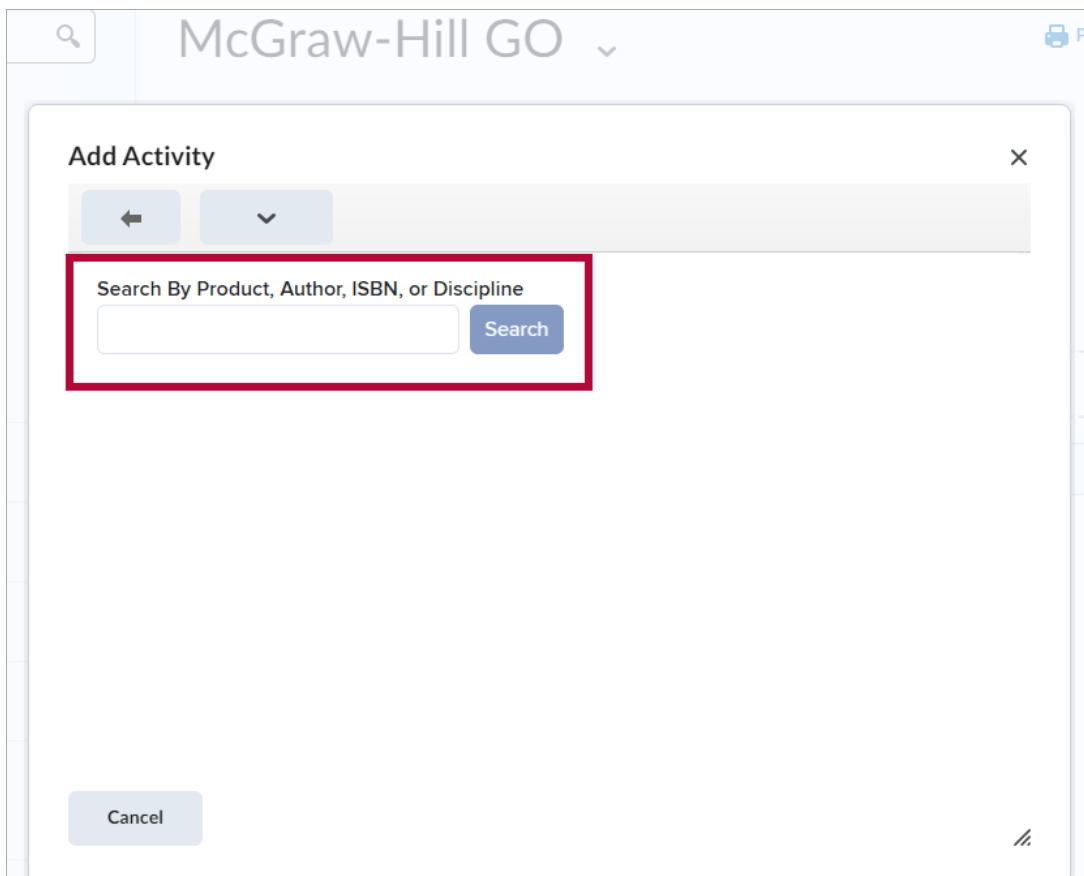 McGraw-Hill GO
Add Activity
Search By Product, Author, ISBN, or Discipline
Search
Cancel